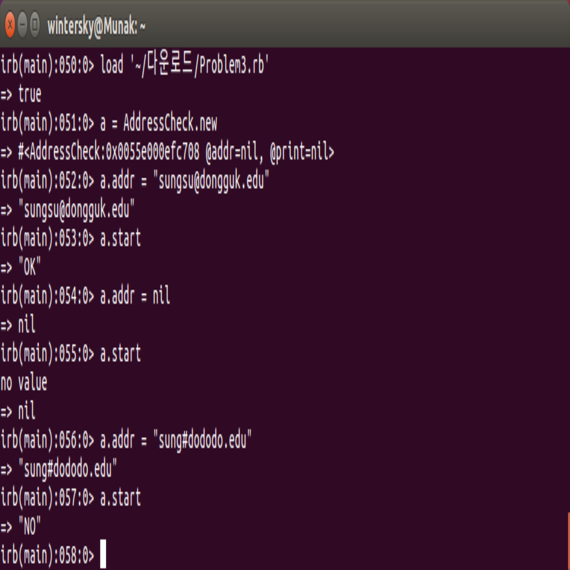 wintersky@Munak: ~
irb(main):050:0> load '~/다운로드/Problem3.rb'
=> true
irb(main):051:0> a = AddressCheck.new
=> #<AddressCheck:0x0055e000efc708 @addr=nil, @print=nil>
irb(main):052:0> a.addr = "sungsu@dongguk.edu"
=> "sungsu@dongguk.edu"
irb(main):053:0> a.start
=> "OK"
irb(main):054:0> a.addr = nil
=> nil
irb(main):055:0> a.start
no value
=> nil
irb(main):056:0> a.addr = "sung#dododo.edu"
=> "sung#dododo.edu"
irb(main):057:0> a.start
=> "NO"
irb(main):058:0>